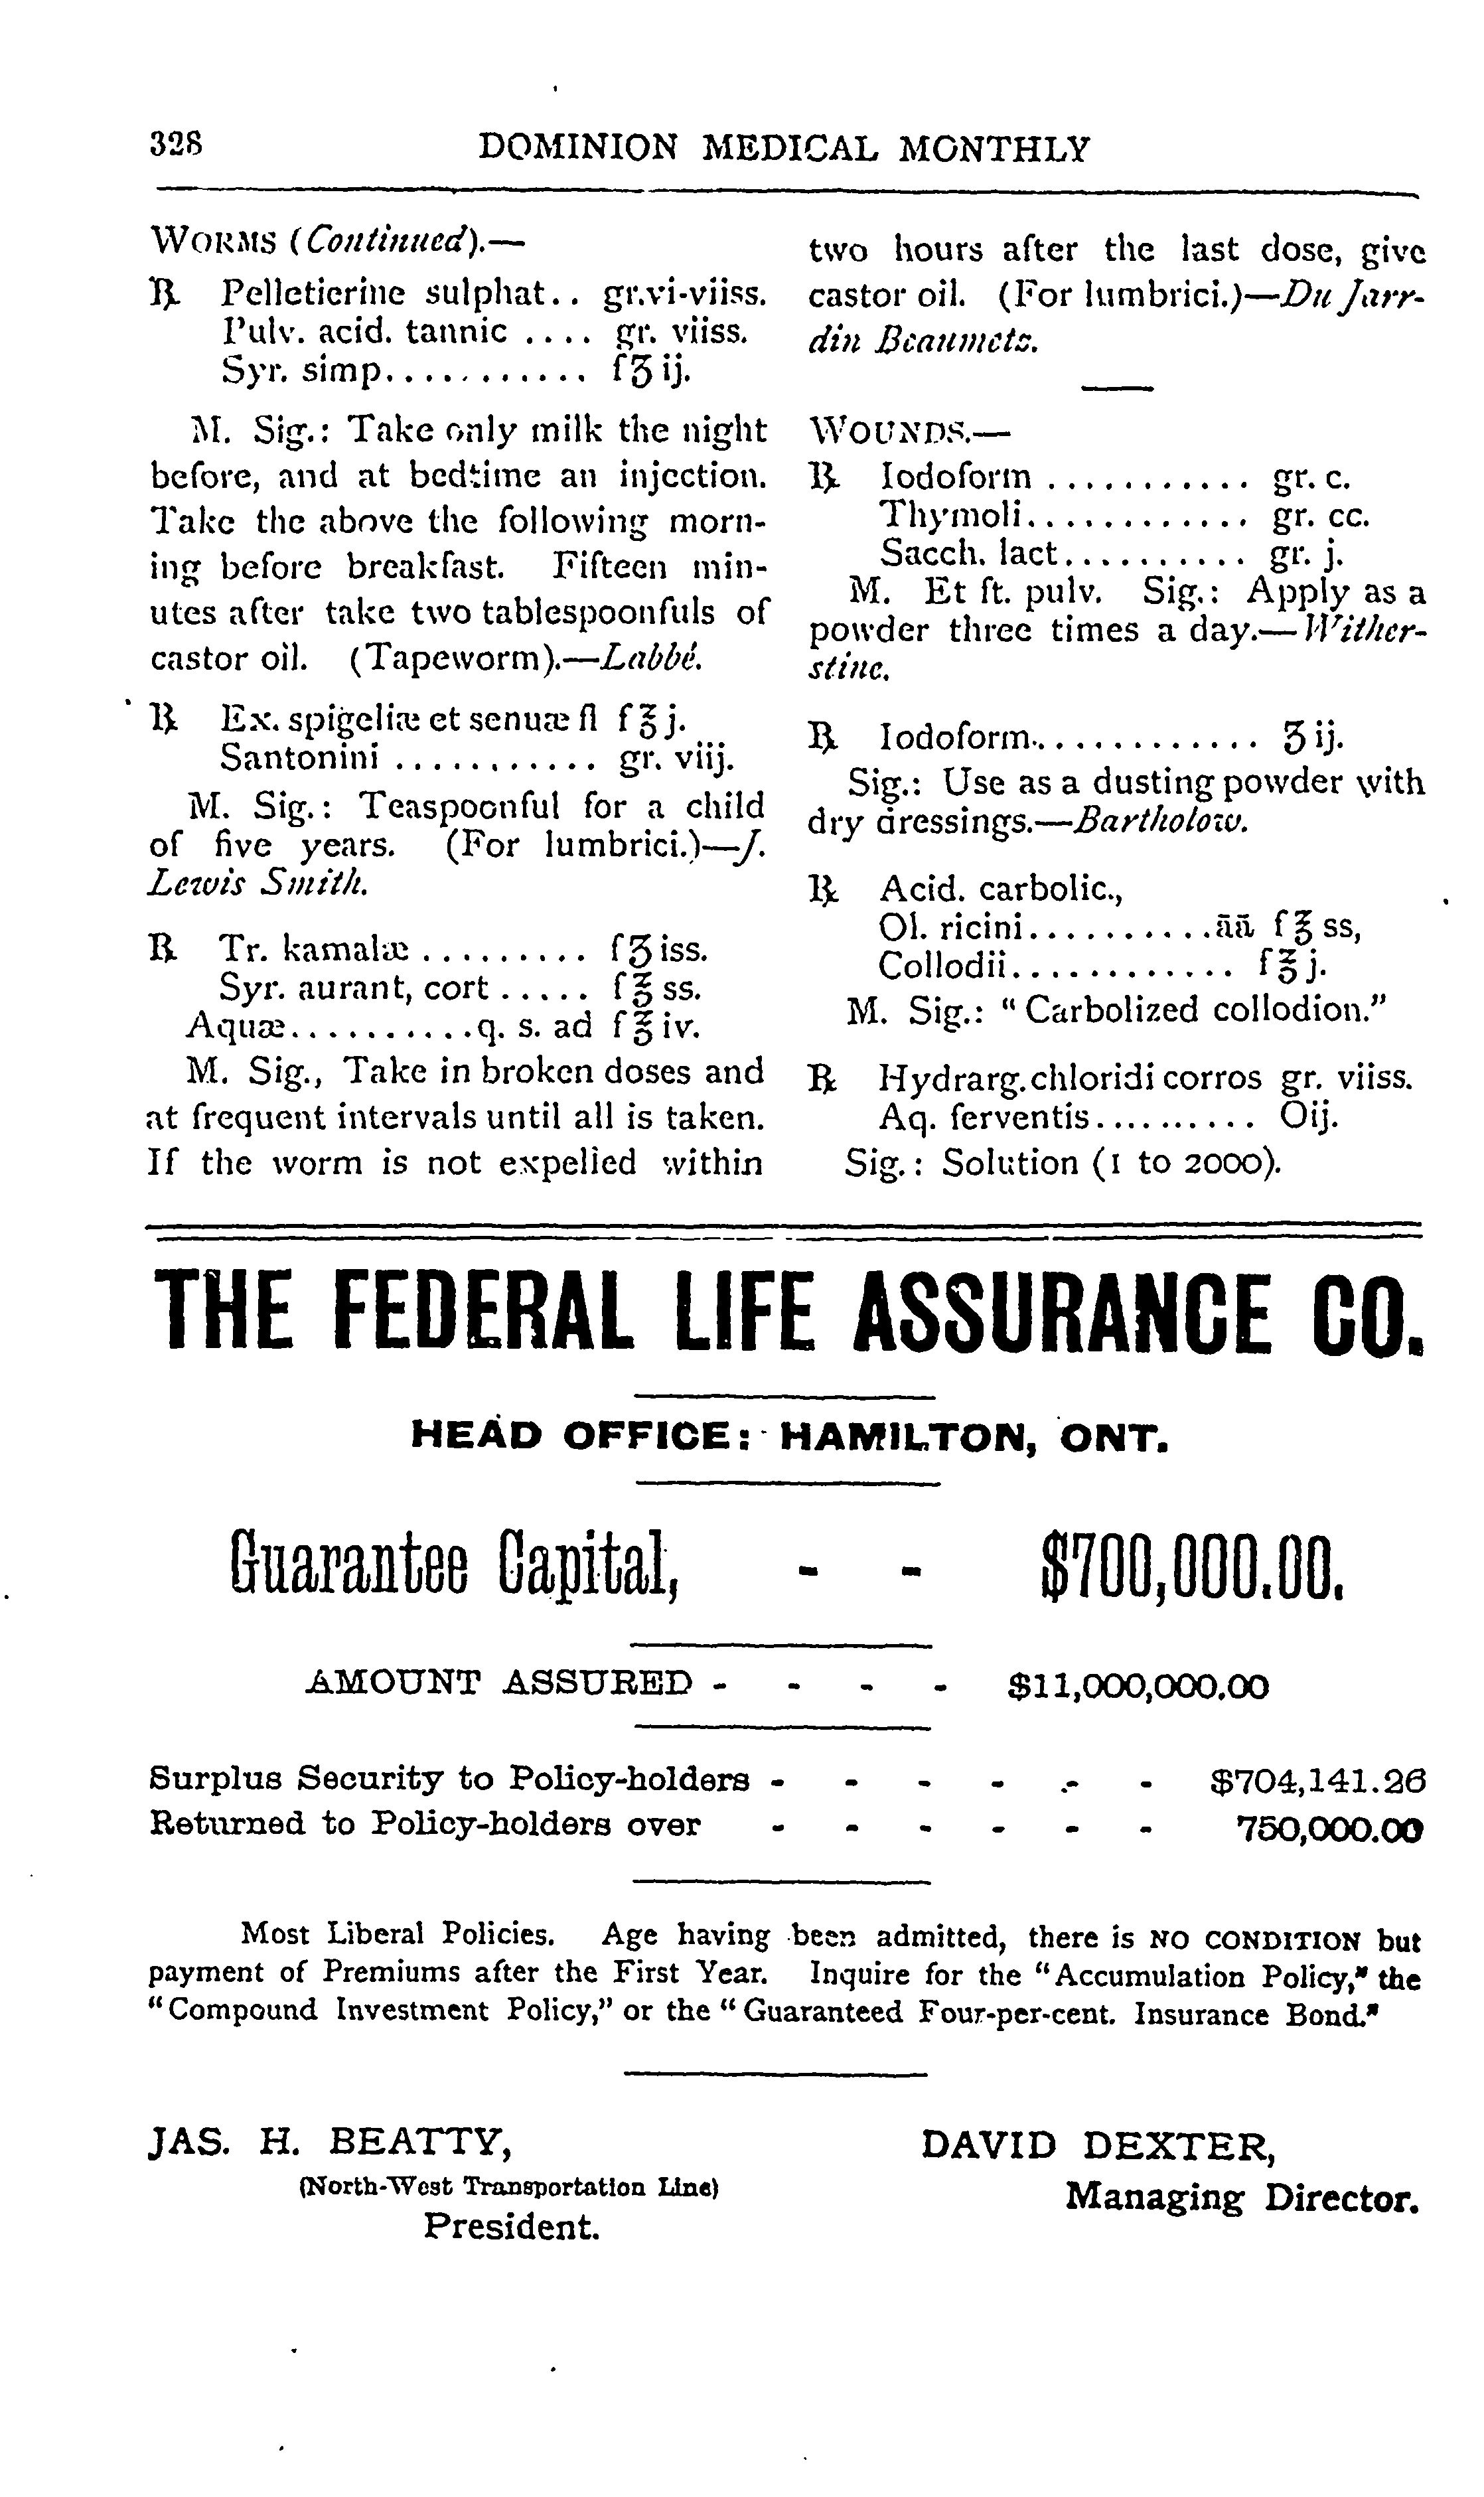 328 DOMINION MEDICAL MONTHLY
WORMS (Continued).—
℞ Pelletierine sulphat.. gr.vi-viiss.
Pulv. acid. tannic .... gr. viiss.
Syr. simp........... fʒij.
M. Sig.: Take only milk the night
before, and at bedtime an injection.
Take the above the following morn-
ing before breakfast. Fifteen min-
utes after take two tablespoonfuls of
castor oil. (Tapeworm).—Labbé.
℞ Ex. spigeliæ et senuæ fl f℥j.
Santonini ........... gr. viij.
M. Sig.: Teaspoonful for a child
of five years. (For lumbrici.)—J.
Lewis Smith.
℞ Tr. kamalæ ......... fʒiss.
Syr. aurant, cort ..... f℥ss.
Aquæ..........q. s. ad f℥iv.
M. Sig., Take in broken doses and
at frequent intervals until all is taken.
If the worm is not expelled within
two hours after the last dose, give
castor oil. (For lumbrici.)—Du Jarr-
din Beaumetz.
WOUNDS.—
℞ Iodoform ........... gr. c.
Thymoli............ gr. cc.
Sacch. lact.......... gr. j.
M. Et ft. pulv. Sig.: Apply as a
powder three times a day.—Wither-
stine.
℞ Iodoform............. ʒij.
Sig.: Use as a dusting powder with
dry dressings.—Bartholow.
℞ Acid. carbolic.,
Ol. ricini..........āā f℥ss,
Collodii............ f℥j.
M. Sig.: "Carbolized collodion."
℞ Hydrarg. chloridi corros gr. viiss.
Aq. ferventis.......... Oij.
Sig.: Solution (1 to 2000).
THE FEDERAL LIFE ASSURANCE CO.
HEAD OFFICE: HAMILTON, ONT.
Guarantee Capital, - - $700,000.00.
AMOUNT ASSURED - - - - $11,000,000.00
Surplus Security to Policy-holders - - - - - - $704,141.26
Returned to Policy-holders over - - - - - - 750,000.00
Most Liberal Policies. Age having been admitted, there is NO CONDITION but
payment of Premiums after the First Year. Inquire for the "Accumulation Policy," the
"Compound Investment Policy," or the "Guaranteed Four-per-cent. Insurance Bond."
JAS. H. BEATTY,
(North-West Transportation Line)
President.
DAVID DEXTER,
Managing Director.